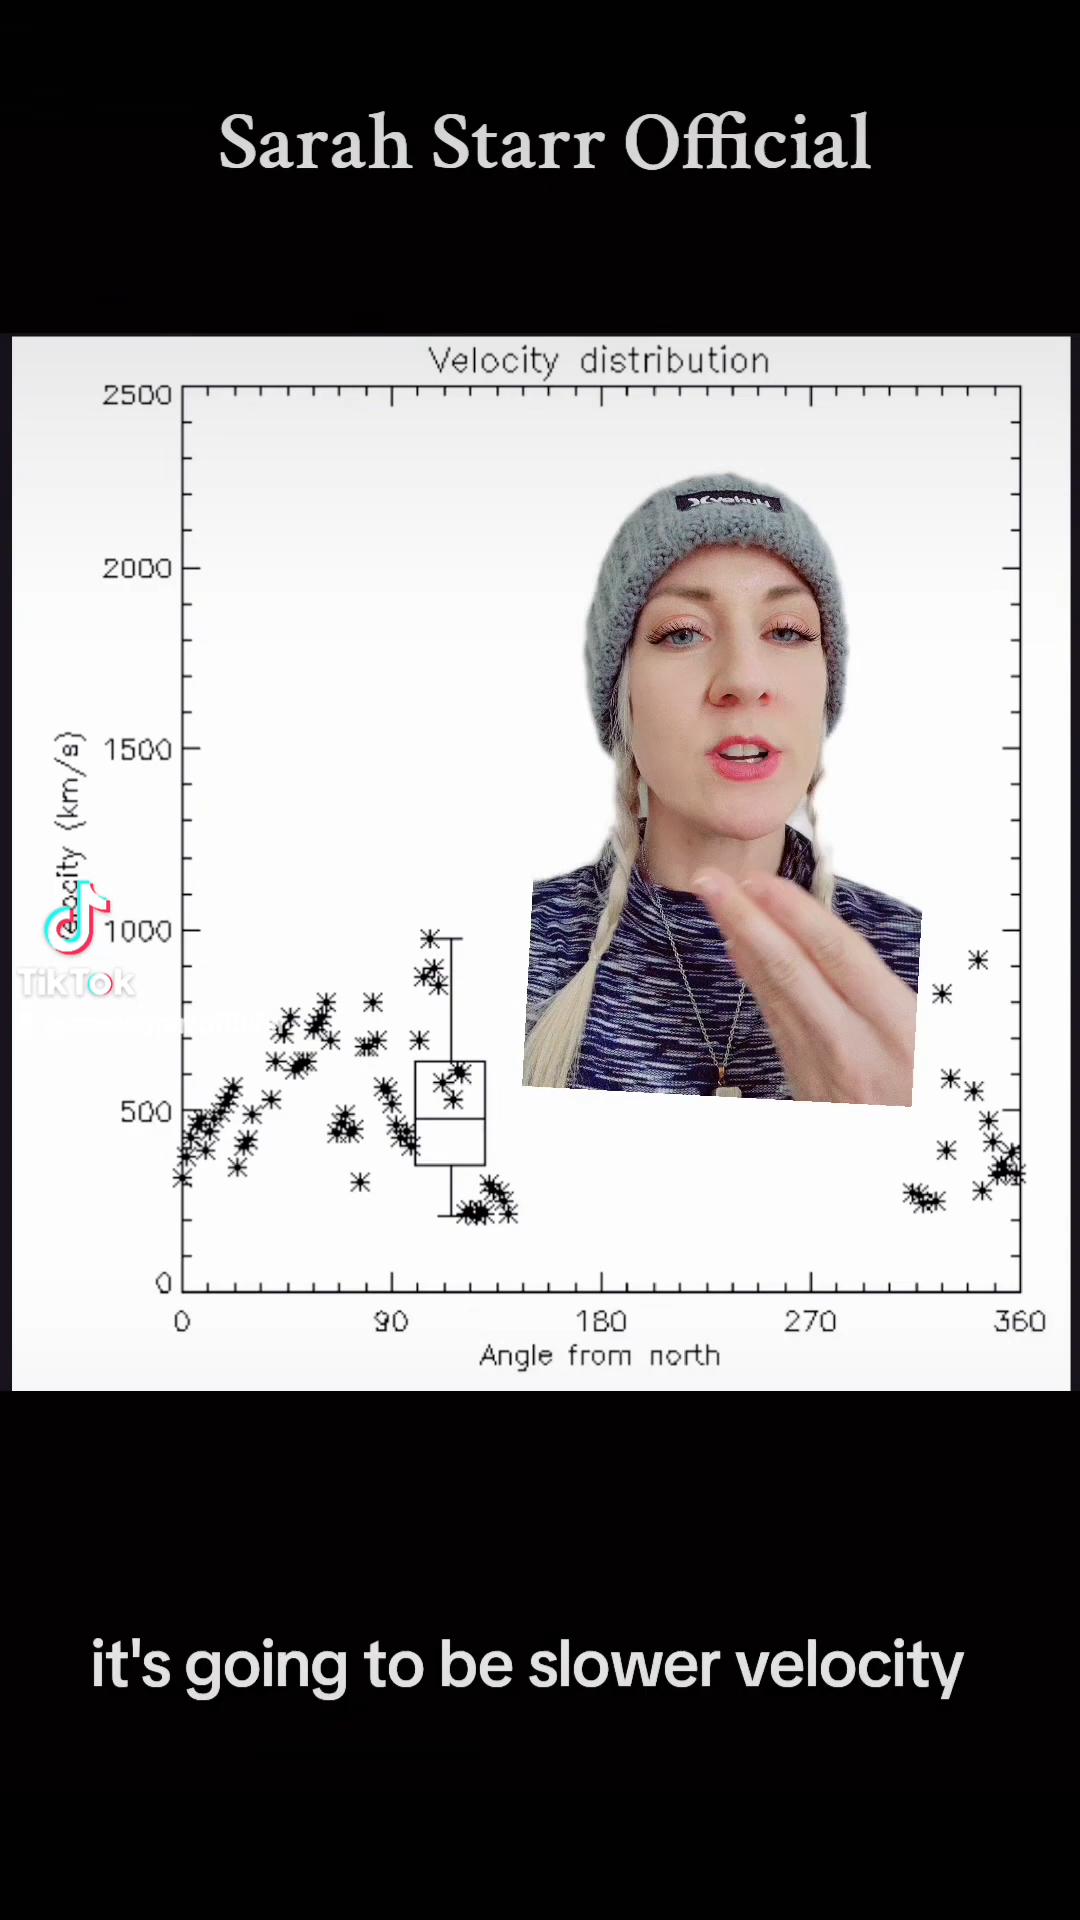 Sarah Starr Official
Velocity distribution
2500
2000
1500
1000
500
0
(km/s)
TikTok
0 90 180 270 360
Angle from north
it's going to be slower velocity